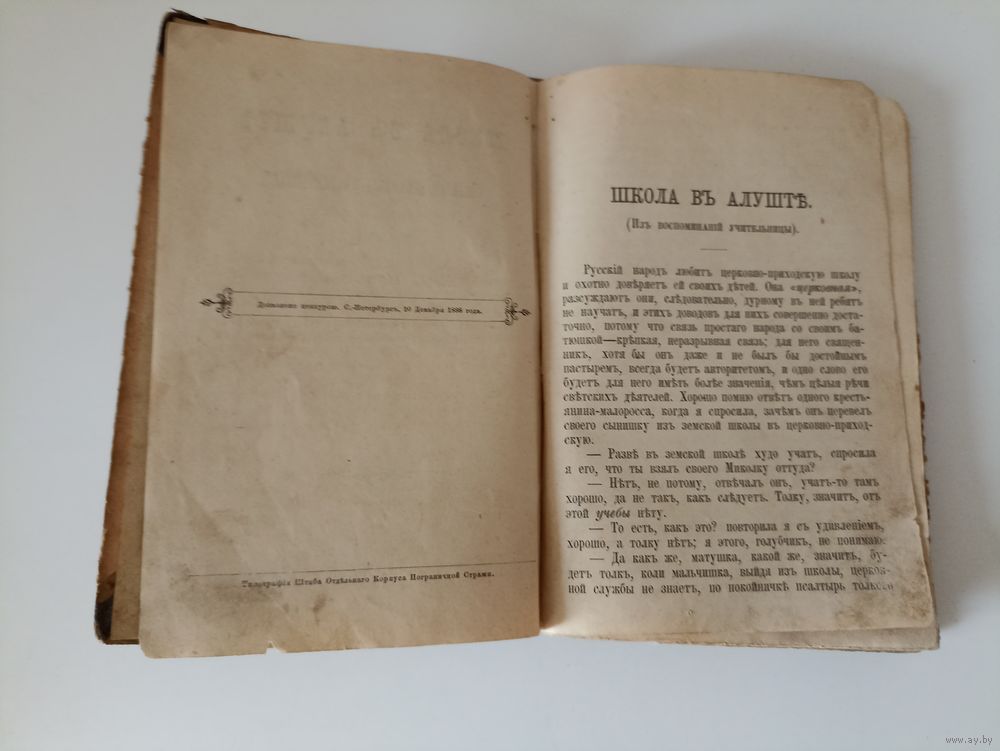 Дозволено цензурою. С.-Петербургъ, 10 Декабря 1898 года.
Типографія Штаба Отдѣльнаго Корпуса Пограничной Стражи.
ШКОЛА ВЪ АЛУШТѢ.
(Изъ воспоминаній учительницы).
Русскій народъ любитъ церковно-приходскую школу
и охотно довѣряетъ ей своихъ дѣтей. Она «церковная»,
разсуждаютъ они, слѣдовательно, дурному въ ней ребятъ
не научатъ, и этихъ доводовъ для нихъ совершенно доста-
точно, потому что связь простаго народа со своимъ ба-
тюшкой—крѣпкая, неразрывная связь; для него священ-
никъ, хотя бы онъ даже и не былъ бы достойнымъ
пастыремъ, всегда будетъ авторитетомъ, и одно слово его
будетъ для него имѣть болѣе значенія, чѣмъ цѣлыя рѣчи
свѣтскихъ дѣятелей. Хорошо помню отвѣтъ одного кресть-
янина-малоросса, когда я спросила, зачѣмъ онъ перевелъ
своего сынишку изъ земской школы въ церковно-приход-
скую.
— Развѣ въ земской школѣ худо учатъ, спросила
я его, что ты взялъ своего Миколку оттуда?
— Нѣтъ, не потому, отвѣчалъ онъ, учатъ-то тамъ
хорошо, да не такъ, какъ слѣдуетъ. Толку, значитъ, отъ
этой учебы нѣту.
— То есть, какъ это? повторила я съ удивленіемъ,
хорошо, а толку нѣтъ; я этого, голубчикъ, не понимаю.
— Да какъ же, матушка, какой же, значитъ, бу-
детъ толкъ, коли мальчишка, выйдя изъ школы, церков-
ной службы не знаетъ, по покойничкѣ псалтырь толково
www.ay.by